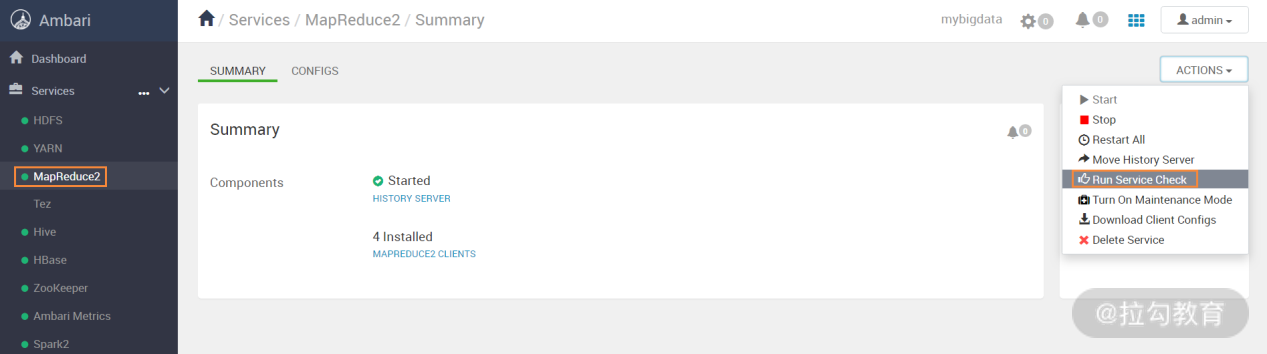 Ambari
/ Services / MapReduce2 / Summary
mybigdata
0
0
admin
Dashboard
Services
...
HDFS
YARN
MapReduce2
Tez
Hive
HBase
ZooKeeper
Ambari Metrics
Spark2
SUMMARY
CONFIGS
ACTIONS
Start
Stop
Restart All
Move History Server
Run Service Check
Turn On Maintenance Mode
Download Client Configs
Delete Service
Summary
0
Components
Started
HISTORY SERVER
4 Installed
MAPREDUCE2 CLIENTS
@拉勾教育